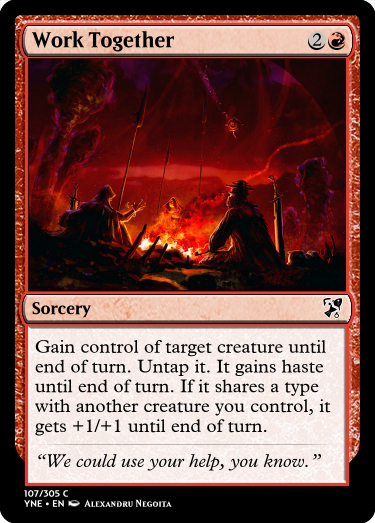 Work Together 2
Sorcery
Gain control of target creature until
end of turn. Untap it. It gains haste
until end of turn. If it shares a type
with another creature you control, it
gets +1/+1 until end of turn.
“We could use your help, you know.”
107/305 C
YNE • EN Alexandru Negoita